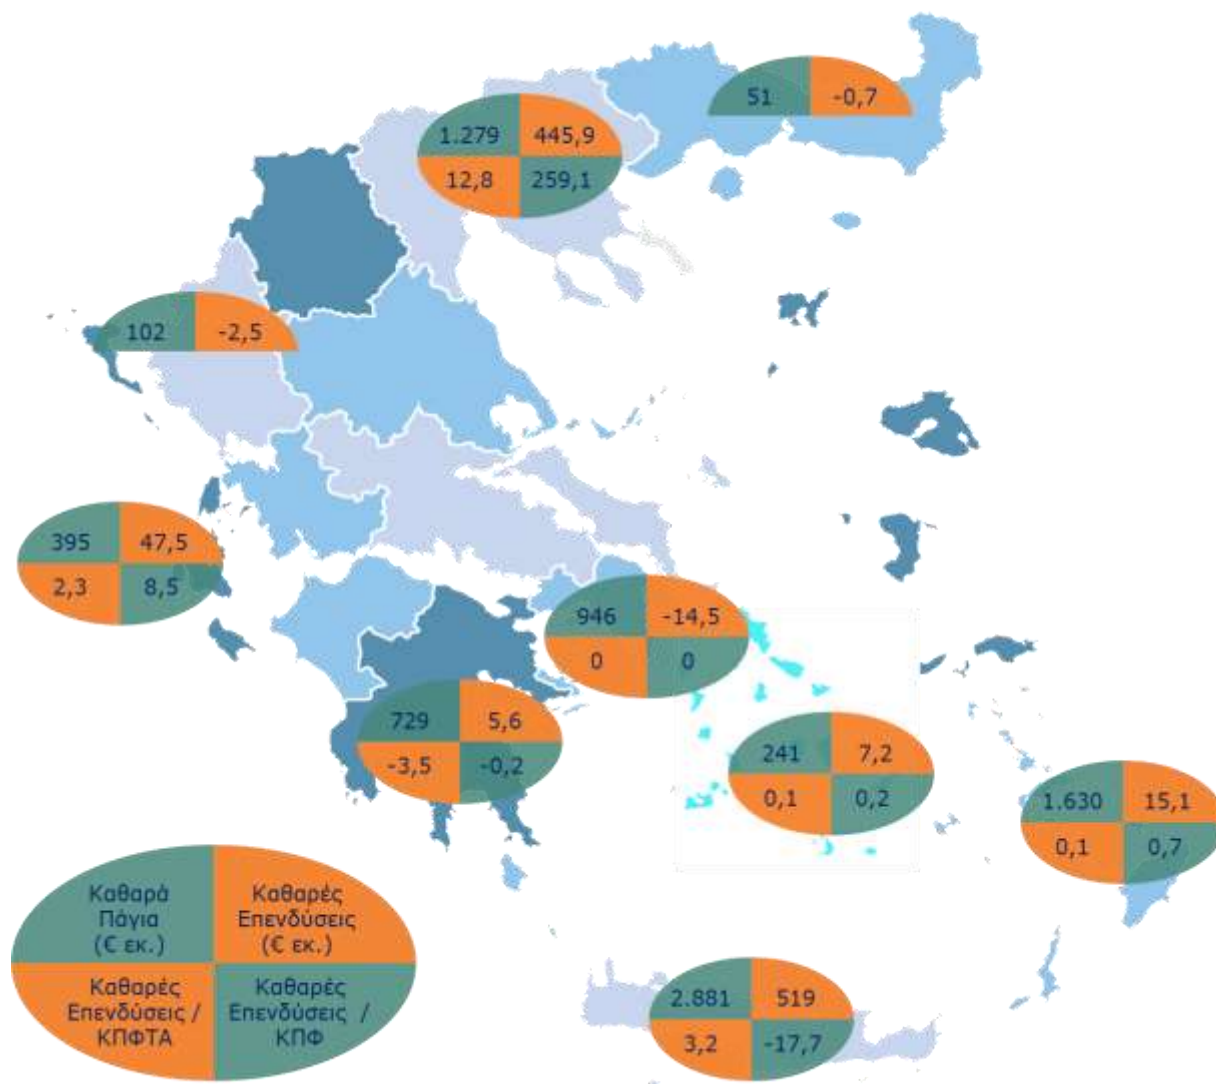 51 -0,7
1.279 445,9
12,8 259,1
102 -2,5
395 47,5
2,3 8,5
946 -14,5
0 0
729 5,6
-3,5 -0,2
241 7,2
0,1 0,2
1.630 15,1
0,1 0,7
Καθαρά
Πάγια
(€ εκ.)
Καθαρές
Επενδύσεις
(€ εκ.)
Καθαρές
Επενδύσεις /
ΚΠΦΤΑ
Καθαρές
Επενδύσεις /
ΚΠΦ
2.881 519
3,2 -17,7